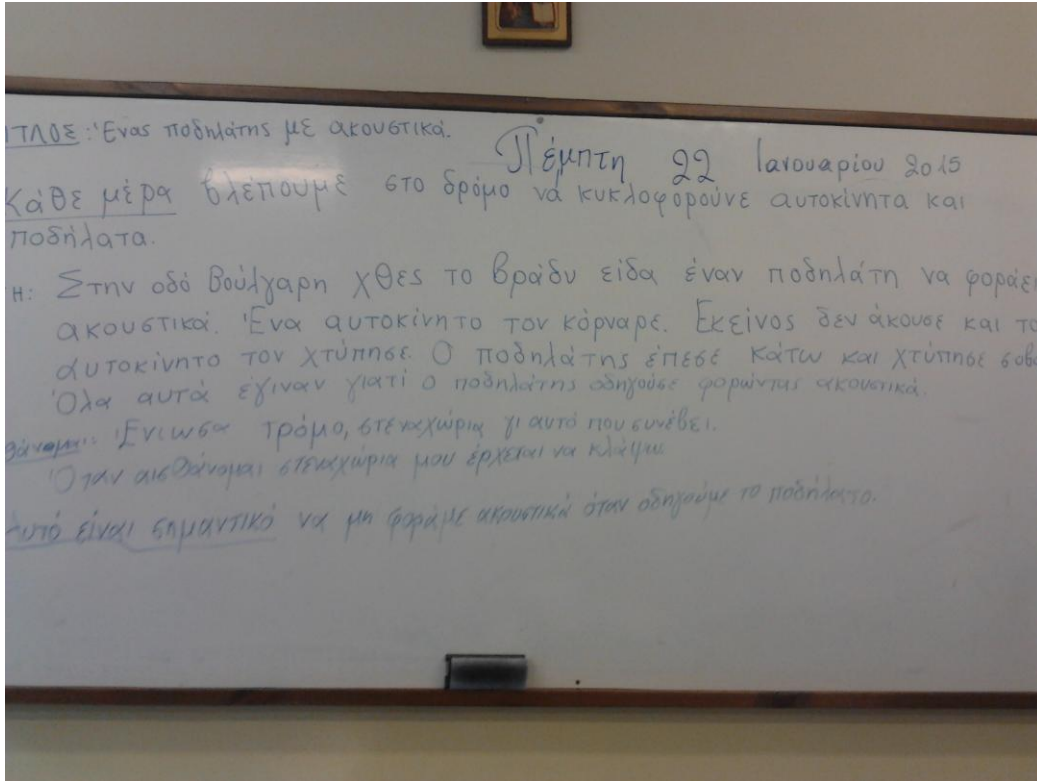 ΙΤΛΟΣ: Ένας ποδηλάτης με ακουστικά.
Πέμπτη 22 Ιανουαρίου 2015
Κάθε μέρα βλέπουμε στο δρόμο να κυκλοφορούνε αυτοκίνητα και
ποδήλατα.
Η: Στην οδό Βούλγαρη χθες το βράδυ είδα έναν ποδηλάτη να φοράει
ακουστικά. Ένα αυτοκίνητο τον κόρναρε. Εκείνος δεν άκουσε και το
αυτοκίνητο τον χτύπησε. Ο ποδηλάτης έπεσε κάτω και χτύπησε σοβα
Όλα αυτά έγιναν γιατί ο ποδηλάτης οδηγούσε φορώντας ακουστικά.
θάνομαι: Ένιωσα τρόμο, στεναχώρια γι αυτό που συνέβει.
Όταν αισθάνομαι στεναχώρια μου έρχεται να κλάψω
Αυτό είναι σημαντικό να μη φοράμε ακουστικά όταν οδηγούμε το ποδήλατο.